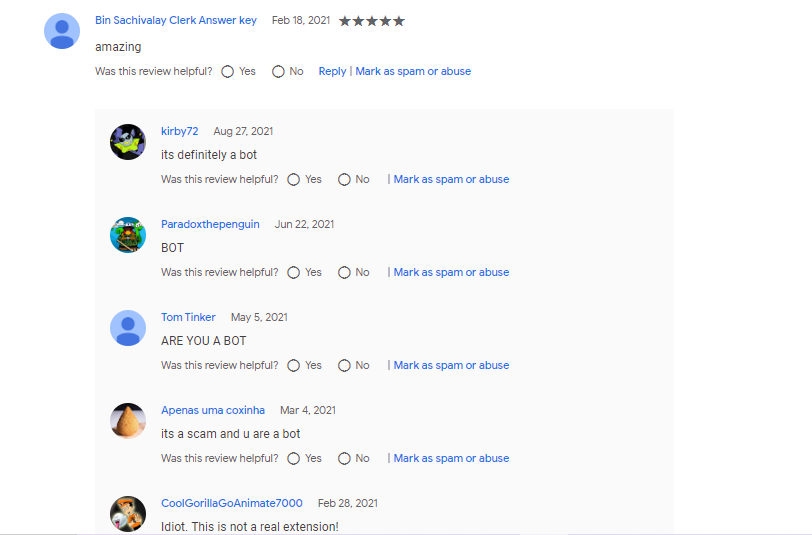 Bin Sachivalay Clerk Answer key Feb 18, 2021
amazing
Was this review helpful? Yes No Reply | Mark as spam or abuse
kirby72 Aug 27, 2021
its definitely a bot
Was this review helpful? Yes No | Mark as spam or abuse
Paradoxthepenguin Jun 22, 2021
BOT
Was this review helpful? Yes No | Mark as spam or abuse
Tom Tinker May 5, 2021
ARE YOU A BOT
Was this review helpful? Yes No | Mark as spam or abuse
Apenas uma coxinha Mar 4, 2021
its a scam and u are a bot
Was this review helpful? Yes No | Mark as spam or abuse
CoolGorillaGoAnimate7000 Feb 28, 2021
Idiot. This is not a real extension!